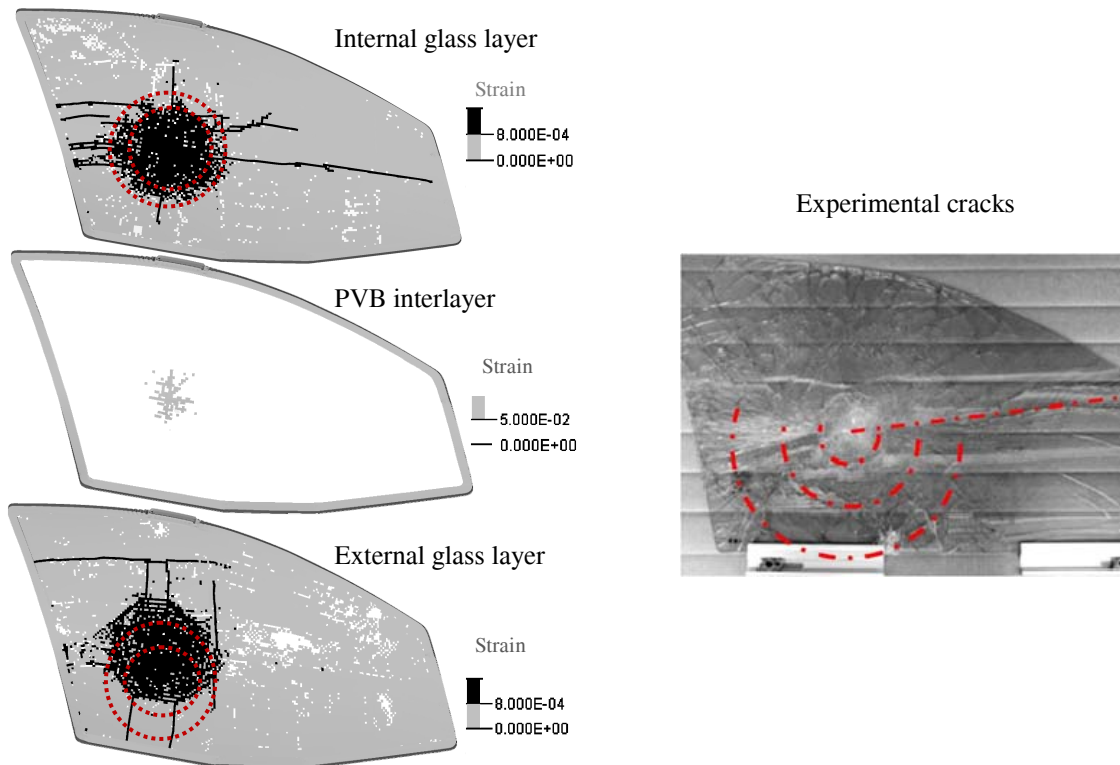 Internal glass layer
Strain
8.000E-04
0.000E+00
Experimental cracks
PVB interlayer
Strain
5.000E-02
0.000E+00
External glass layer
Strain
8.000E-04
0.000E+00